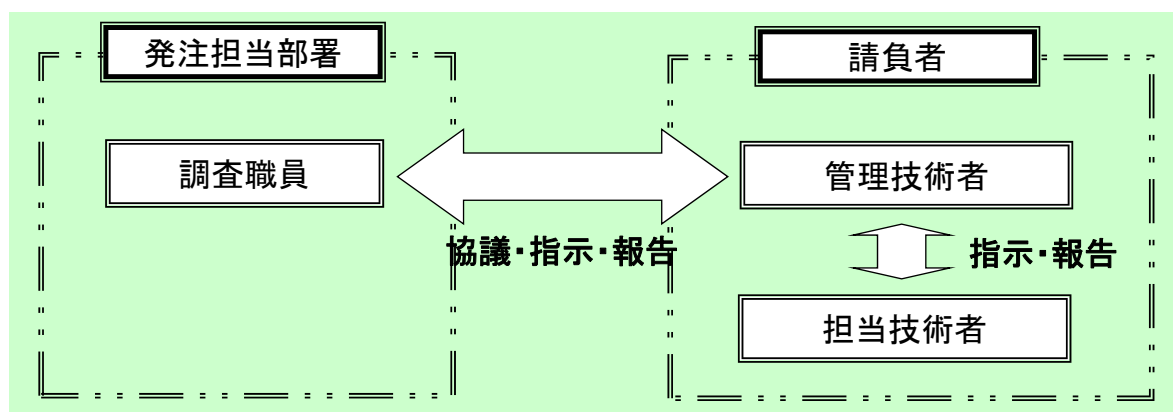 発注担当部署
請負者
調査職員
管理技術者
協議・指示・報告
指示・報告
担当技術者